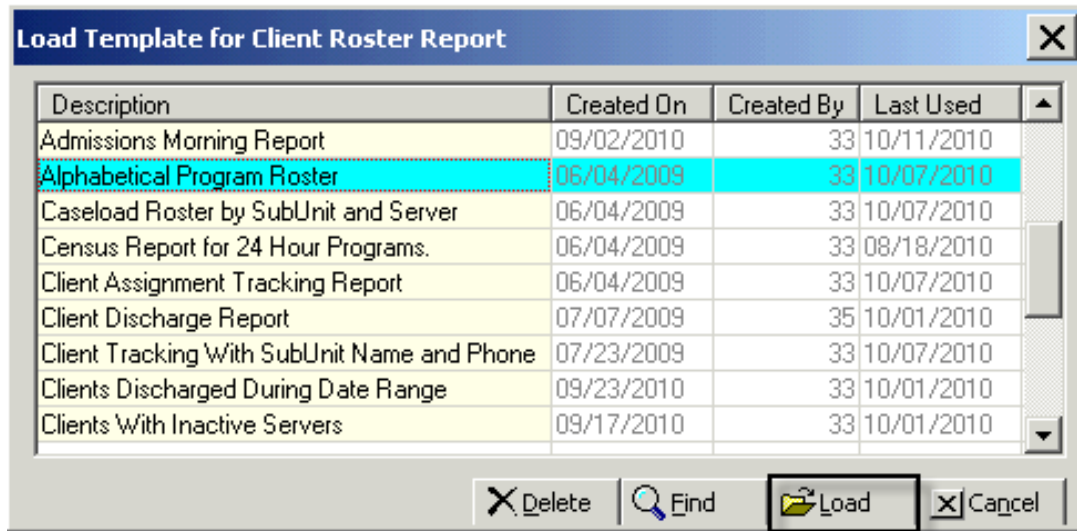 Load Template for Client Roster Report
Description Created On Created By Last Used
Admissions Morning Report 09/02/2010 33 10/11/2010
Alphabetical Program Roster 06/04/2009 33 10/07/2010
Caseload Roster by SubUnit and Server 06/04/2009 33 10/07/2010
Census Report for 24 Hour Programs. 06/04/2009 33 08/18/2010
Client Assignment Tracking Report 06/04/2009 33 10/07/2010
Client Discharge Report 07/07/2009 35 10/01/2010
Client Tracking With SubUnit Name and Phone 07/23/2009 33 10/07/2010
Clients Discharged During Date Range 09/23/2010 33 10/01/2010
Clients With Inactive Servers 09/17/2010 33 10/01/2010
Delete Find Load Cancel